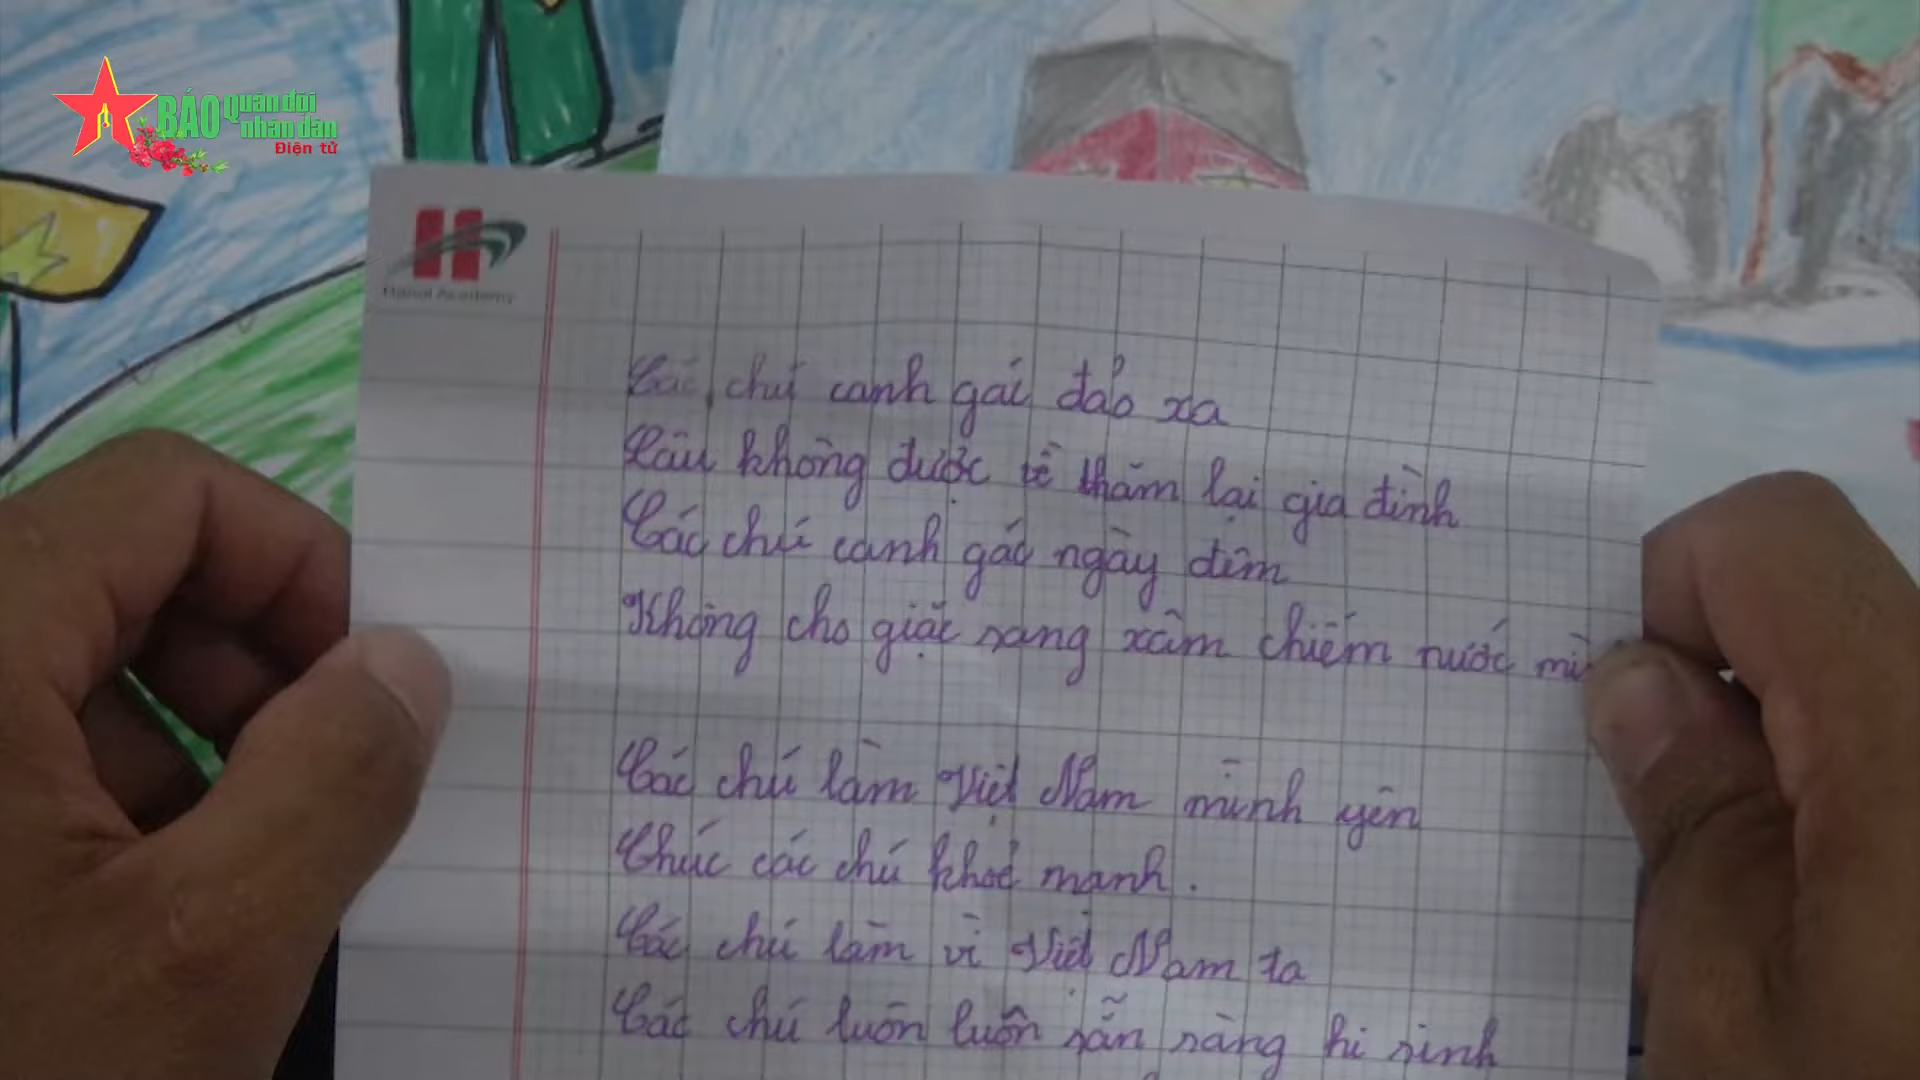 BÁO Quân đội
nhân dân
Điện tử
H
Hanoi Academy
Các chú canh gác đảo xa
Lâu không được về thăm lại gia đình
Các chú canh gác ngày đêm
Không cho giặc sang xâm chiếm nước
Các chú làm Việt Nam mình yên
Chúc các chú khoẻ mạnh.
Các chú làm vì Việt Nam ta
Các chú luôn luôn sẵn sàng hi sinh